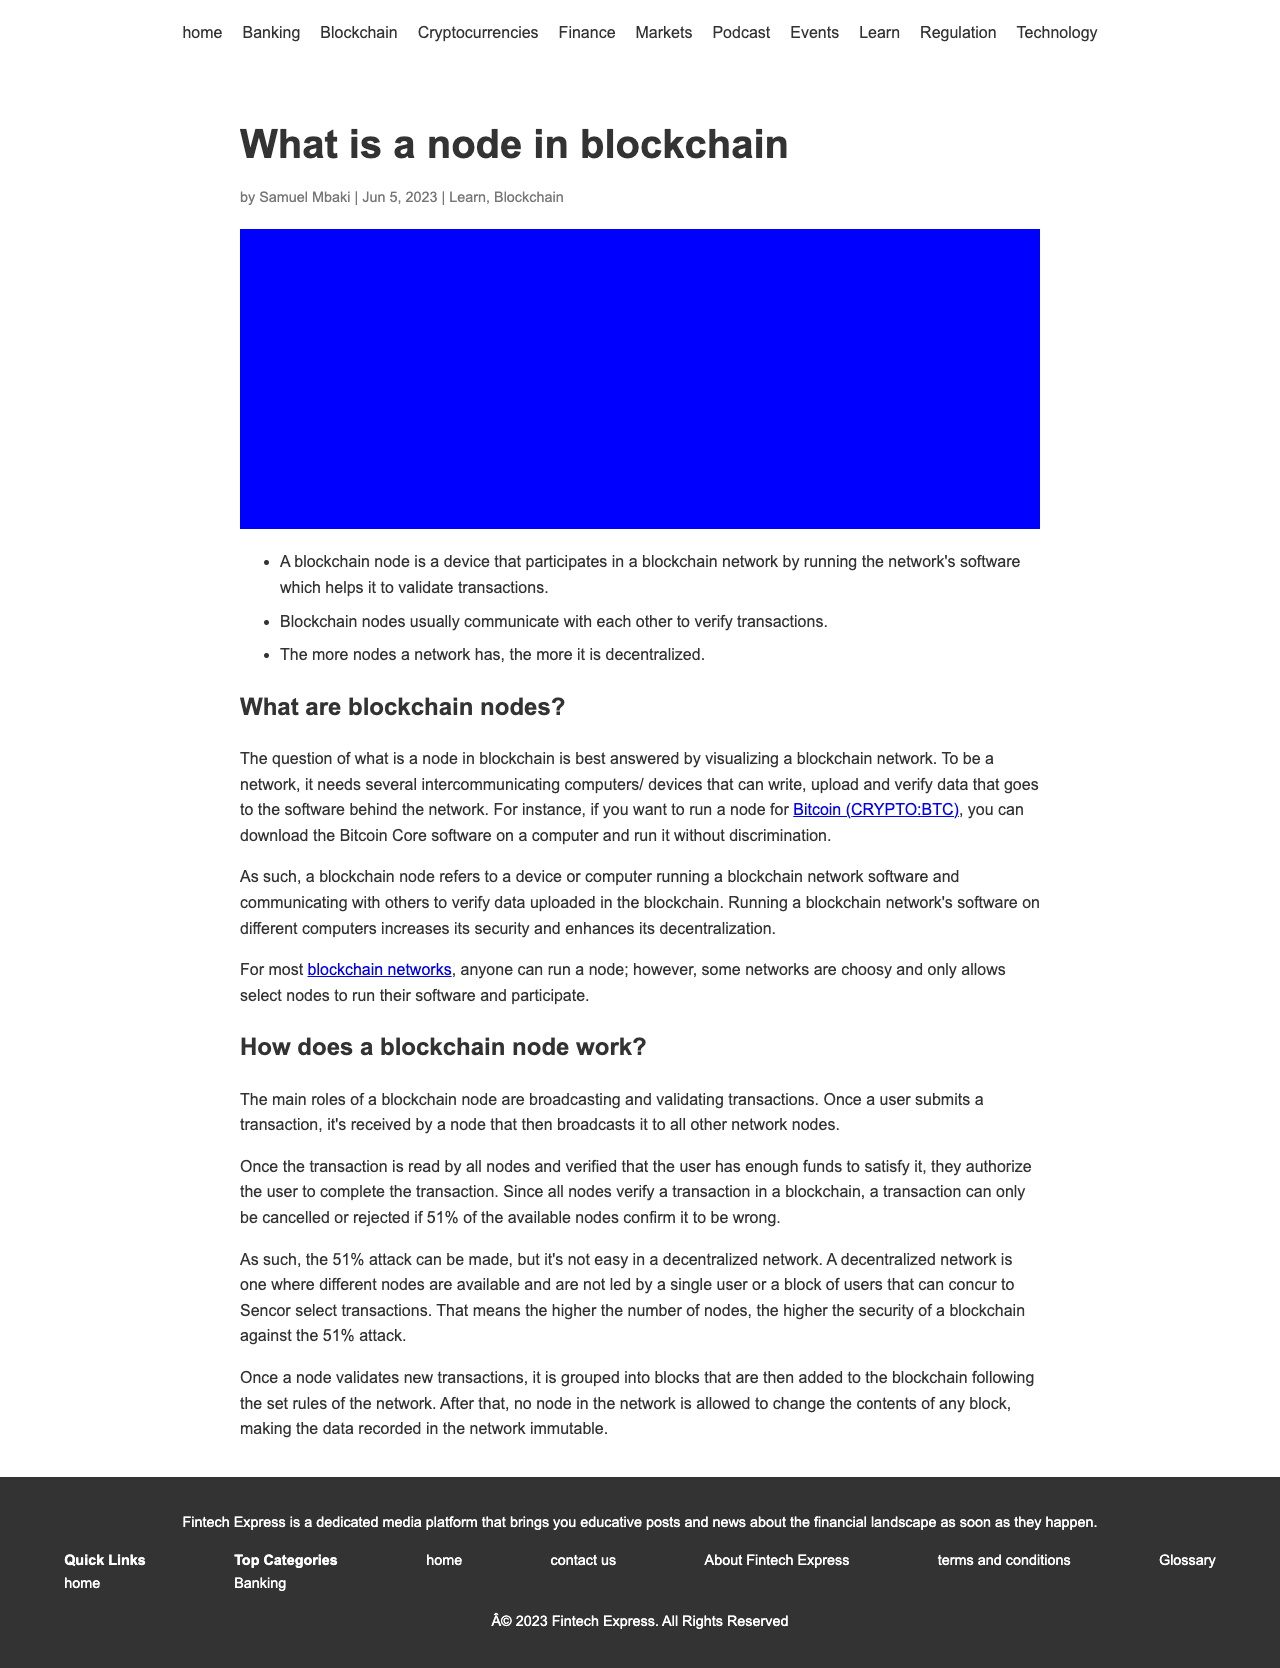 home Banking Blockchain Cryptocurrencies Finance Markets Podcast Events Learn Regulation Technology
What is a node in blockchain
by Samuel Mbaki | Jun 5, 2023 | Learn, Blockchain
• A blockchain node is a device that participates in a blockchain network by running the network's software
which helps it to validate transactions.
• Blockchain nodes usually communicate with each other to verify transactions.
• The more nodes a network has, the more it is decentralized.
What are blockchain nodes?
The question of what is a node in blockchain is best answered by visualizing a blockchain network. To be a
network, it needs several intercommunicating computers/ devices that can write, upload and verify data that goes
to the software behind the network. For instance, if you want to run a node for Bitcoin (CRYPTO:BTC), you can
download the Bitcoin Core software on a computer and run it without discrimination.
As such, a blockchain node refers to a device or computer running a blockchain network software and
communicating with others to verify data uploaded in the blockchain. Running a blockchain network's software on
different computers increases its security and enhances its decentralization.
For most blockchain networks, anyone can run a node; however, some networks are choosy and only allows
select nodes to run their software and participate.
How does a blockchain node work?
The main roles of a blockchain node are broadcasting and validating transactions. Once a user submits a
transaction, it's received by a node that then broadcasts it to all other network nodes.
Once the transaction is read by all nodes and verified that the user has enough funds to satisfy it, they authorize
the user to complete the transaction. Since all nodes verify a transaction in a blockchain, a transaction can only
be cancelled or rejected if 51% of the available nodes confirm it to be wrong.
As such, the 51% attack can be made, but it's not easy in a decentralized network. A decentralized network is
one where different nodes are available and are not led by a single user or a block of users that can concur to
Sencor select transactions. That means the higher the number of nodes, the higher the security of a blockchain
against the 51% attack.
Once a node validates new transactions, it is grouped into blocks that are then added to the blockchain following
the set rules of the network. After that, no node in the network is allowed to change the contents of any block,
making the data recorded in the network immutable.
Fintech Express is a dedicated media platform that brings you educative posts and news about the financial landscape as soon as they happen.
Quick Links Top Categories home contact us About Fintech Express terms and conditions Glossary
home Banking
Â© 2023 Fintech Express. All Rights Reserved